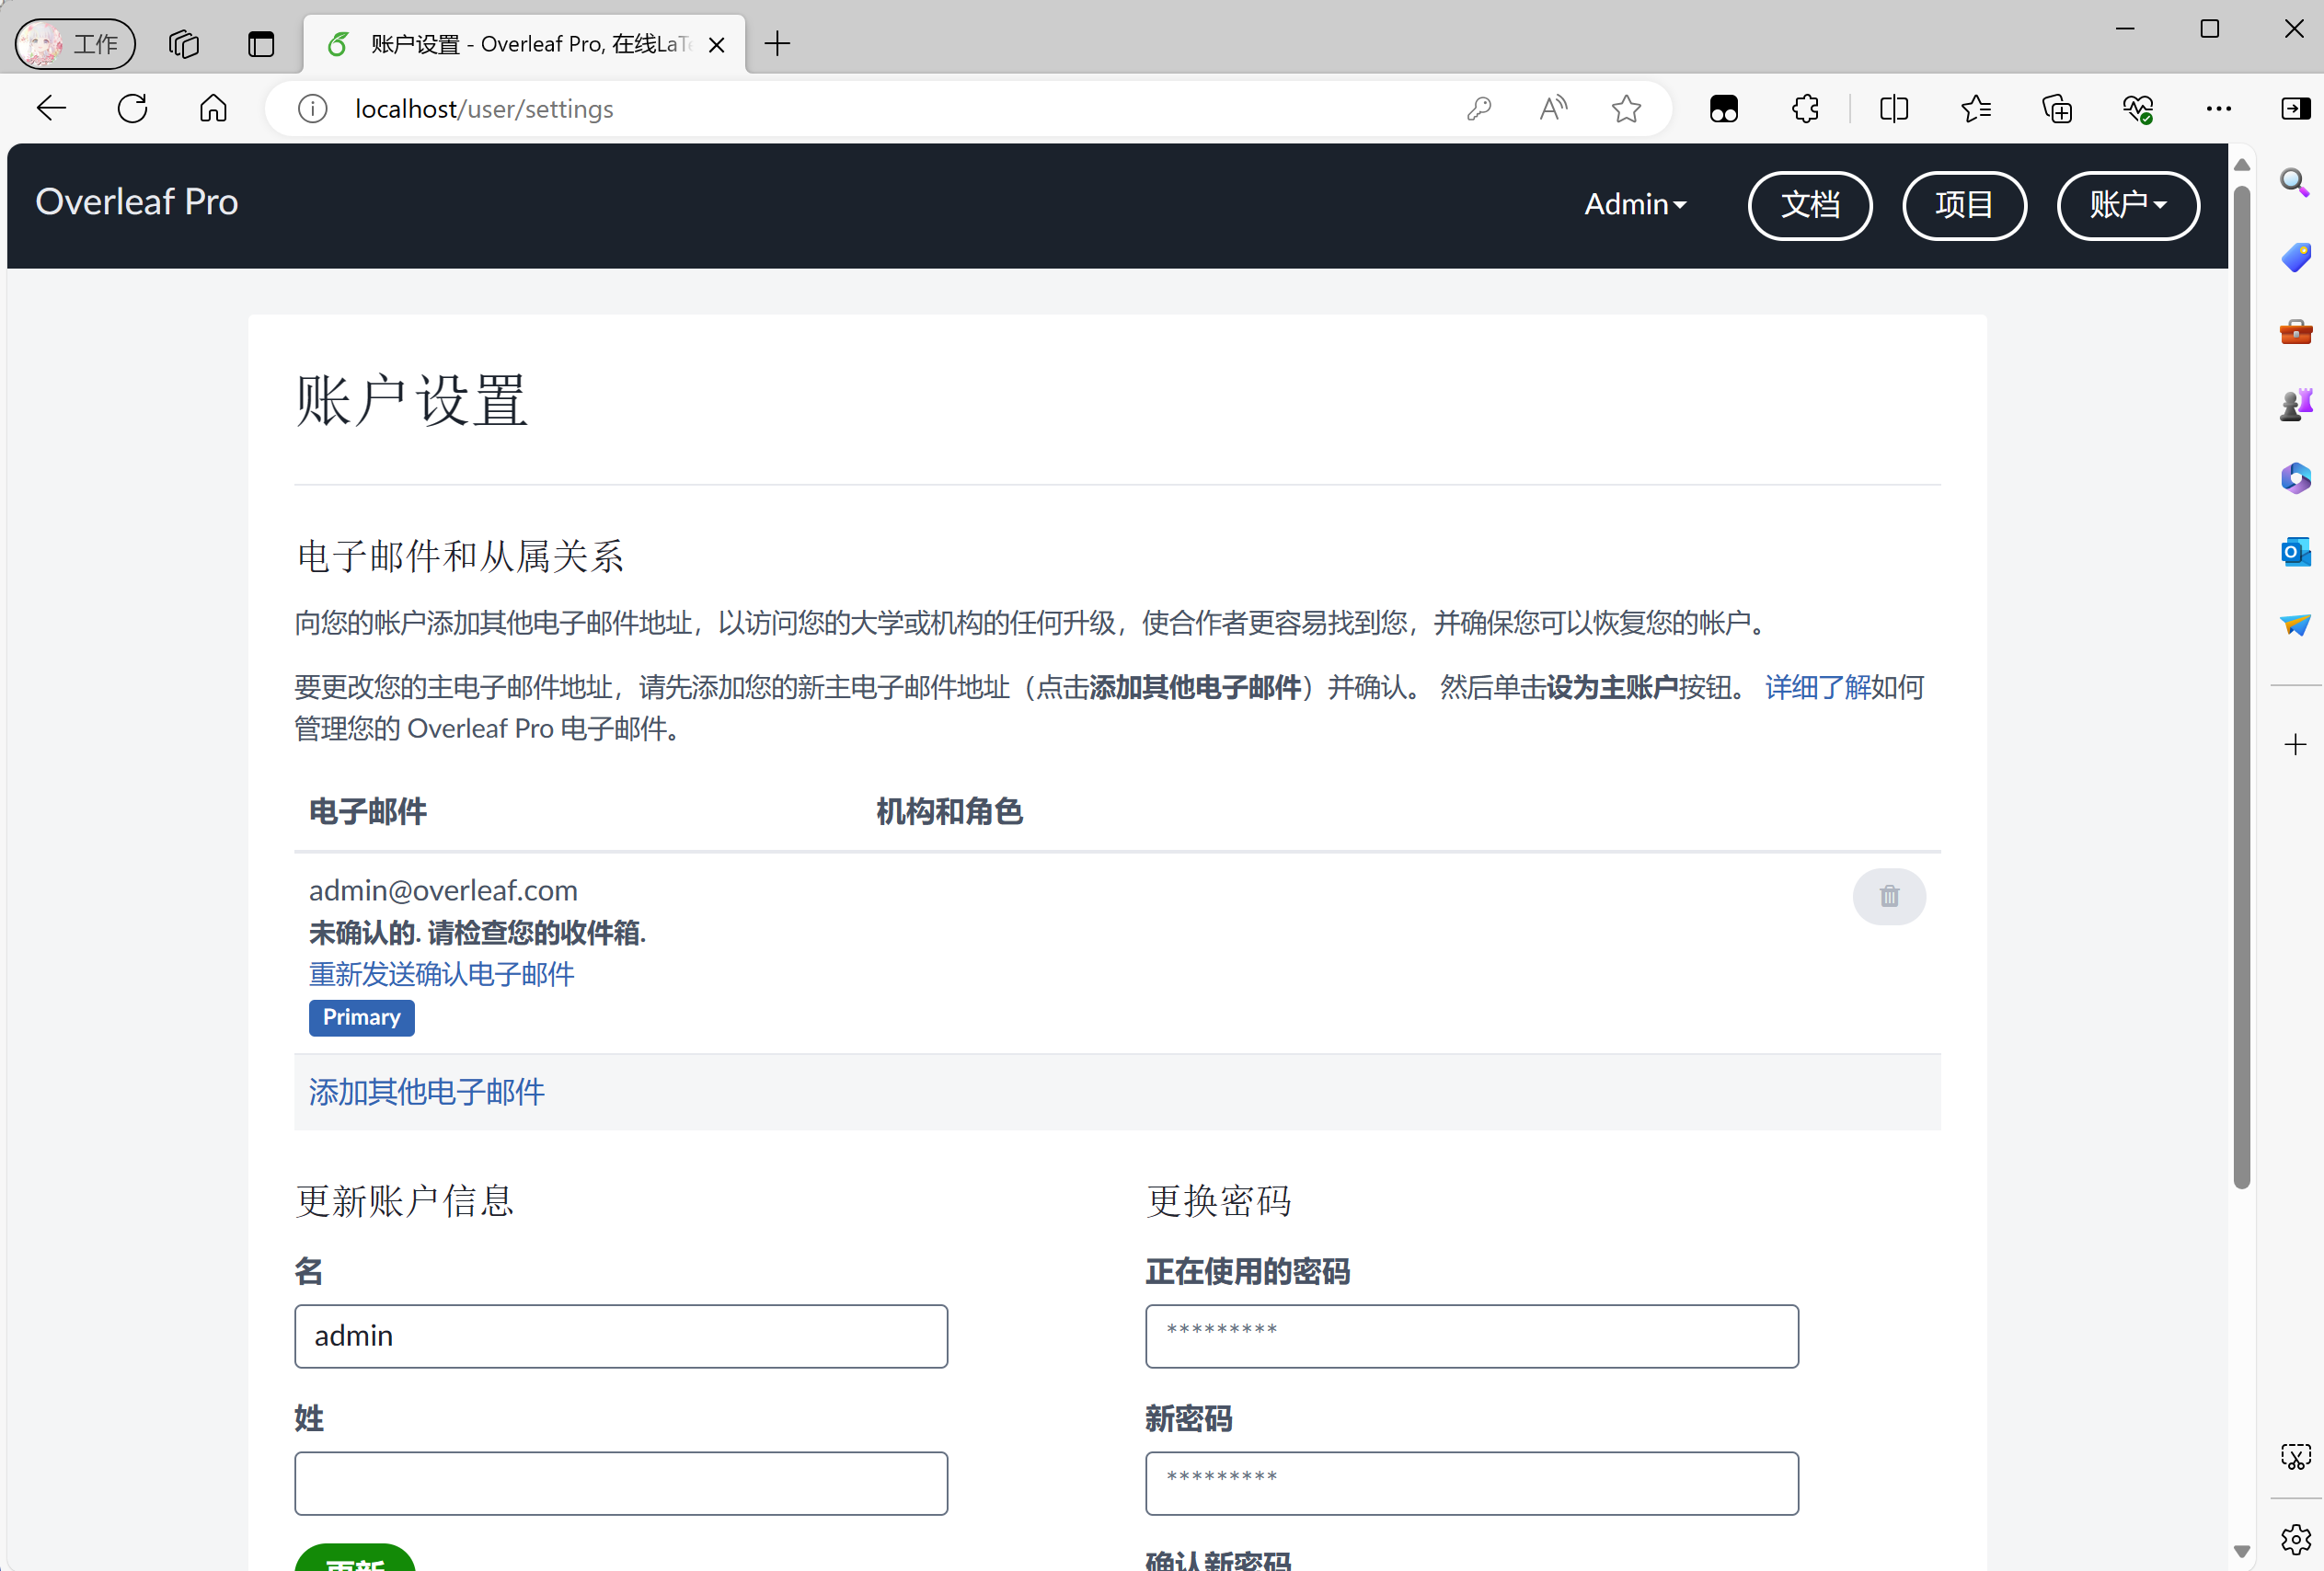 工作
账户设置 - Overleaf Pro, 在线LaTe
localhost/user/settings
Overleaf Pro
Admin
文档
项目
账户
账户设置
电子邮件和从属关系
向您的帐户添加其他电子邮件地址，以访问您的大学或机构的任何升级，使合作者更容易找到您，并确保您可以恢复您的帐户。
要更改您的主电子邮件地址，请先添加您的新主电子邮件地址（点击添加其他电子邮件）并确认。 然后单击设为主账户按钮。 详细了解如何
管理您的 Overleaf Pro 电子邮件。
电子邮件
机构和角色
admin@overleaf.com
未确认的. 请检查您的收件箱.
重新发送确认电子邮件
Primary
添加其他电子邮件
更新账户信息
更换密码
名
正在使用的密码
admin
*********
姓
新密码
*********
更新
确认新密码